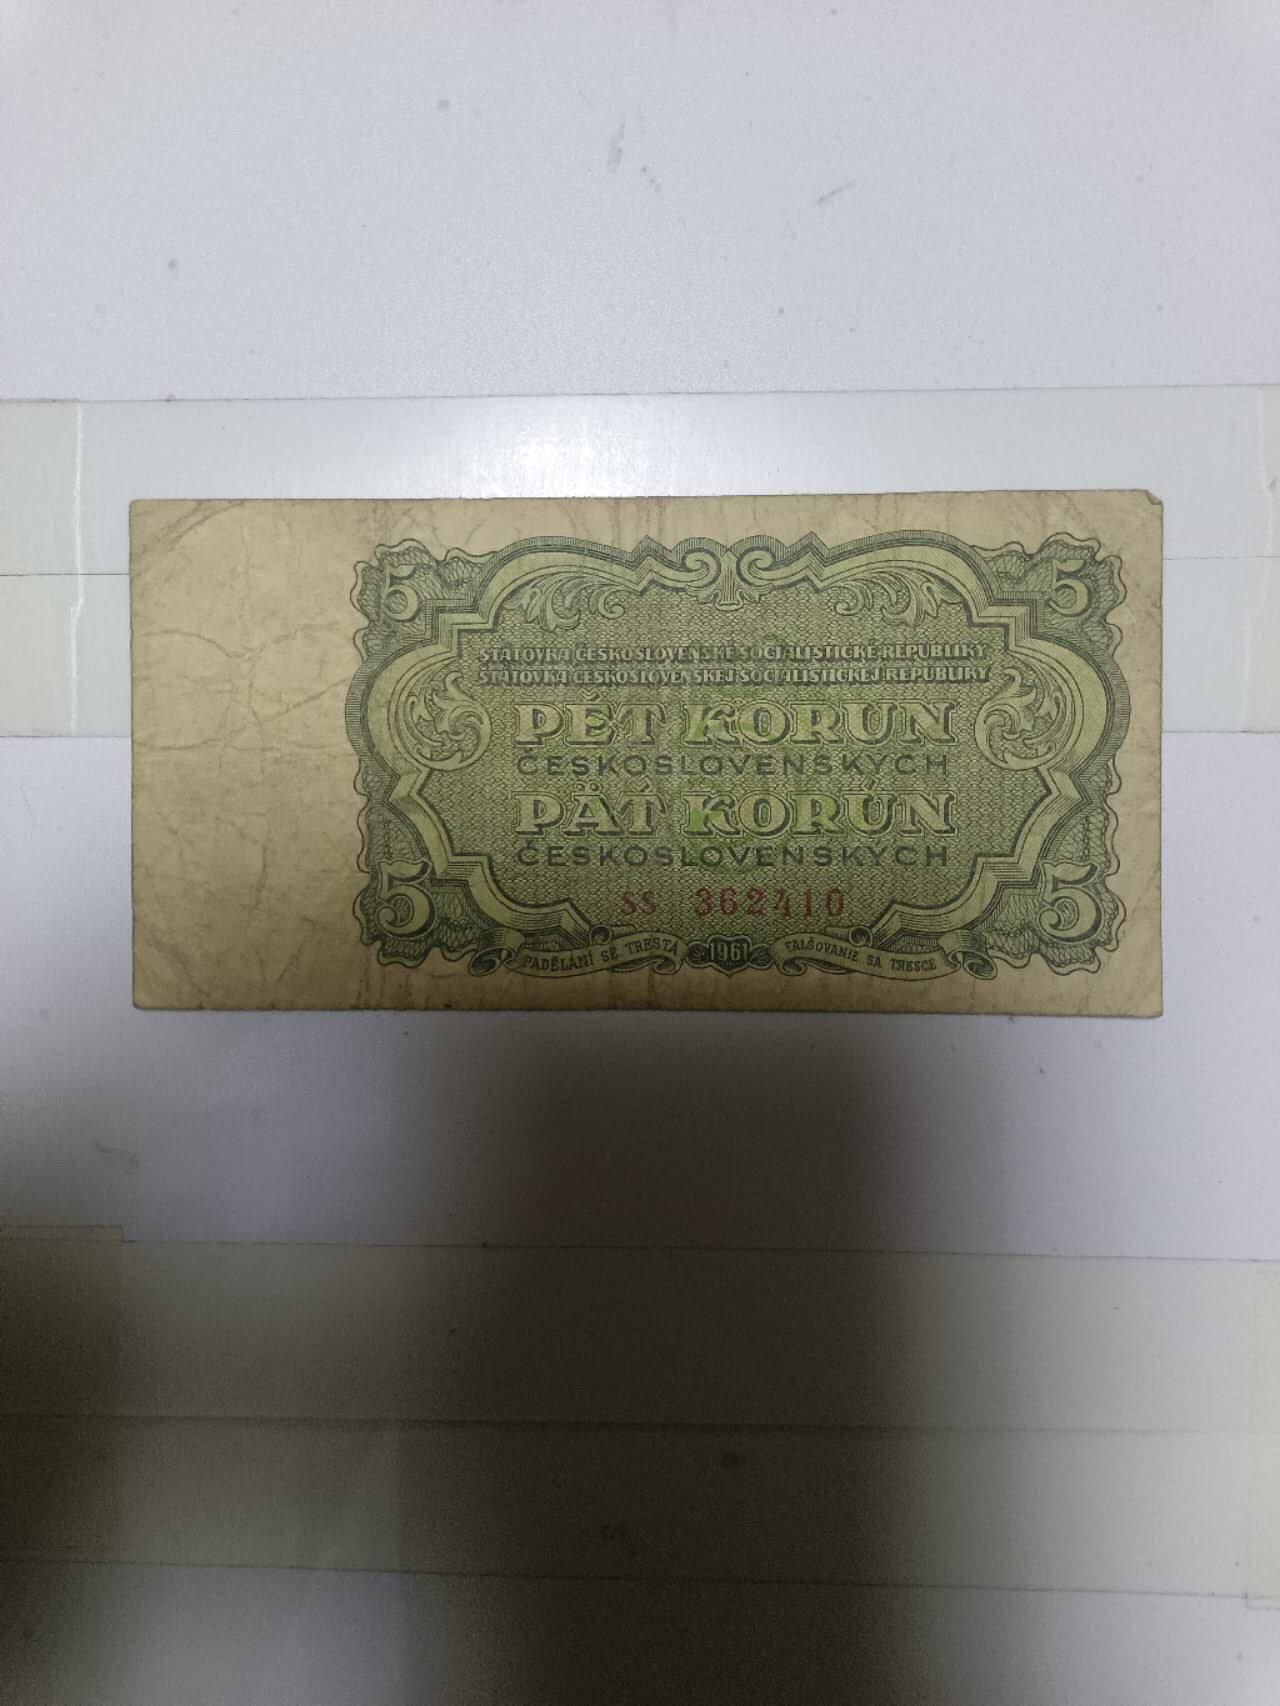 5 5
STÁTOVKA ČESKOSLOVENSKÉ SOCIALISTICKÉ REPUBLIKY
ŠTÁTOVKA ČESKOSLOVENSKEJ SOCIALISTICKEJ REPUBLIKY
PĚT KORUN
ČESKOSLOVENSKÝCH
PÄŤ KORÚN
ČESKOSLOVENSKÝCH
5 5
SS 362410
PADĚLÁNÍ SE TRESTÁ 1961 FALŠOVANIE SA TRESCE